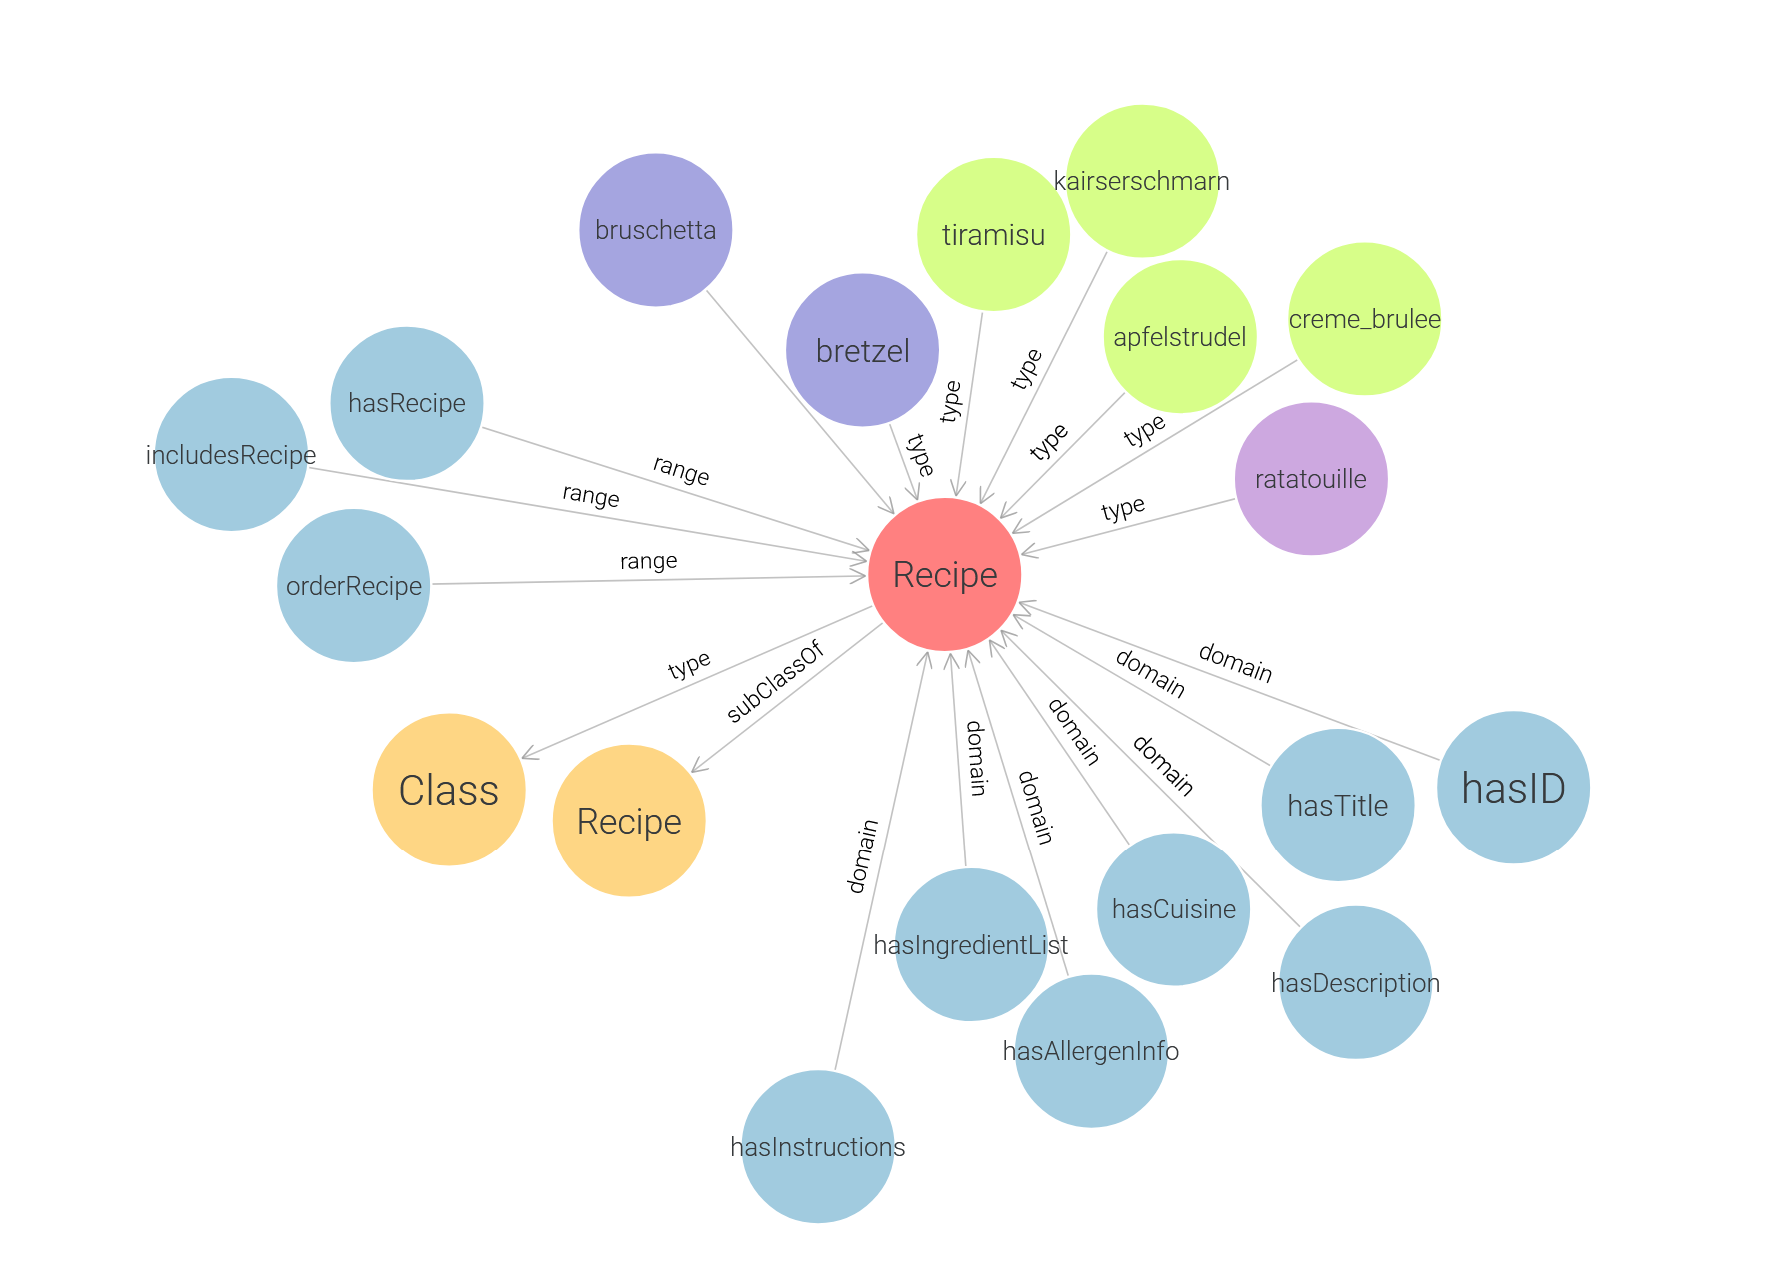 kairserschmarn
bruschetta
tiramisu
creme_brulee
apfelstrudel
bretzel
type
type
type
type
type
hasRecipe
includesRecipe
range
range
ratatouille
type
range
orderRecipe
Recipe
type
subClassOf
domain
domain
domain
domain
domain
domain
domain
Class
Recipe
hasTitle
hasID
hasCuisine
hasIngredientList
hasDescription
hasAllergenInfo
hasInstructions